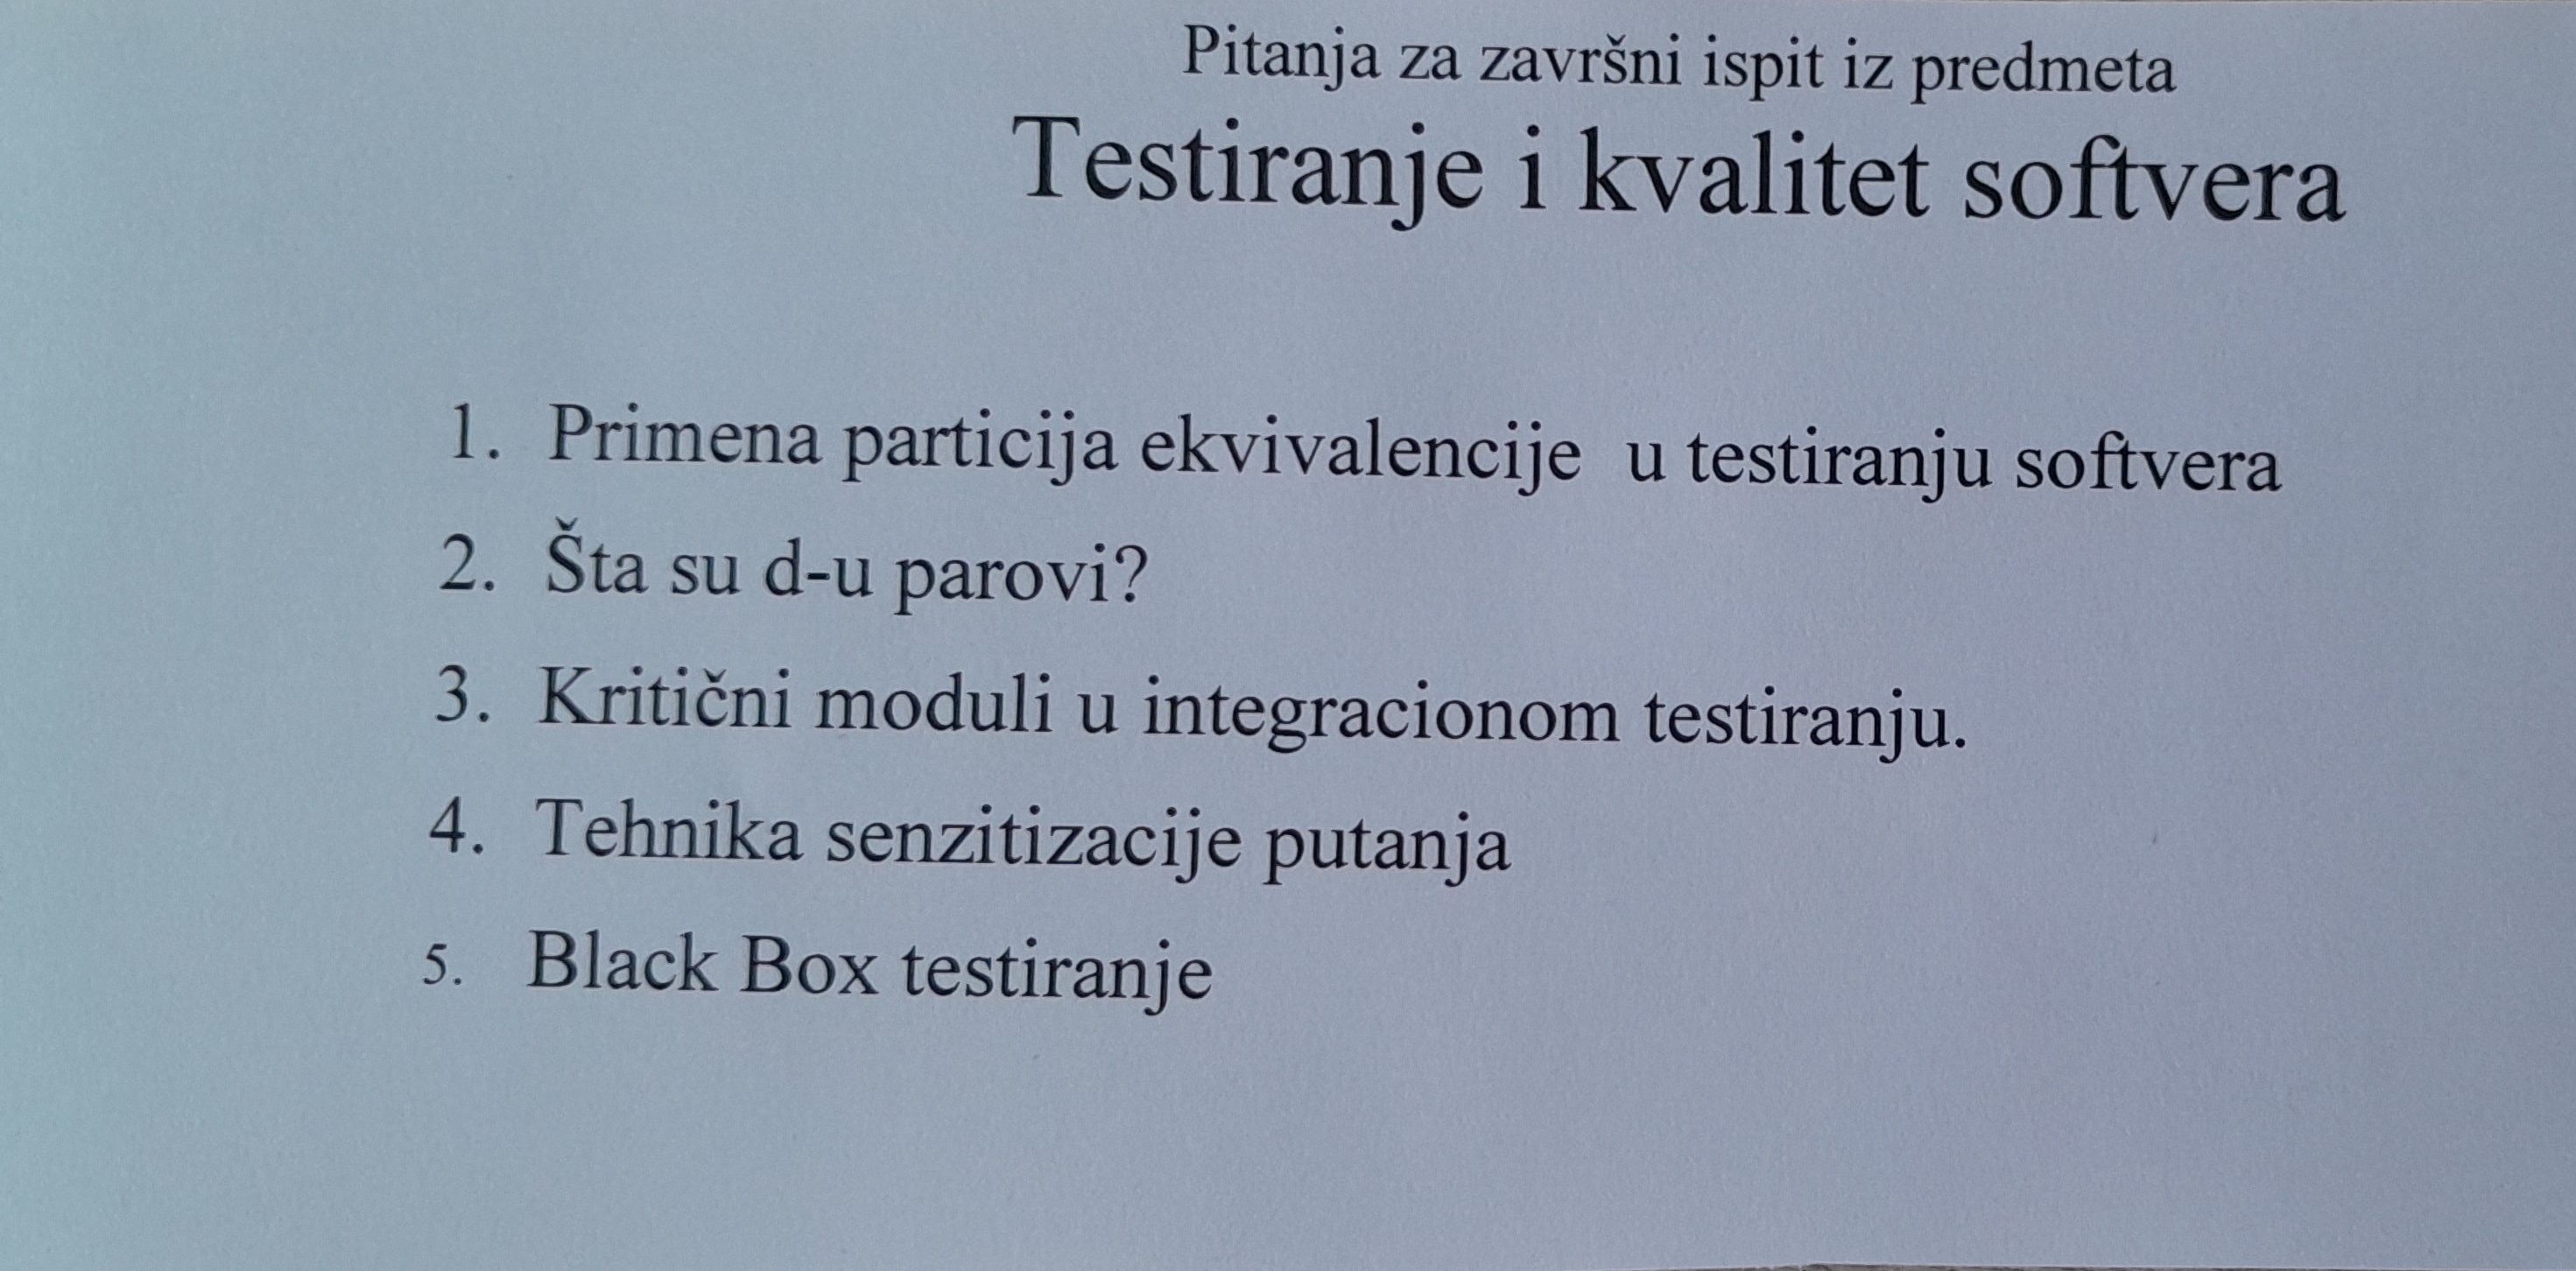 Pitanja za završni ispit iz predmeta
Testiranje i kvalitet softvera
1. Primena particija ekvivalencije u testiranju softvera
2. Šta su d-u parovi?
3. Kritični moduli u integracionom testiranju.
4. Tehnika senzitizacije putanja
5. Black Box testiranje